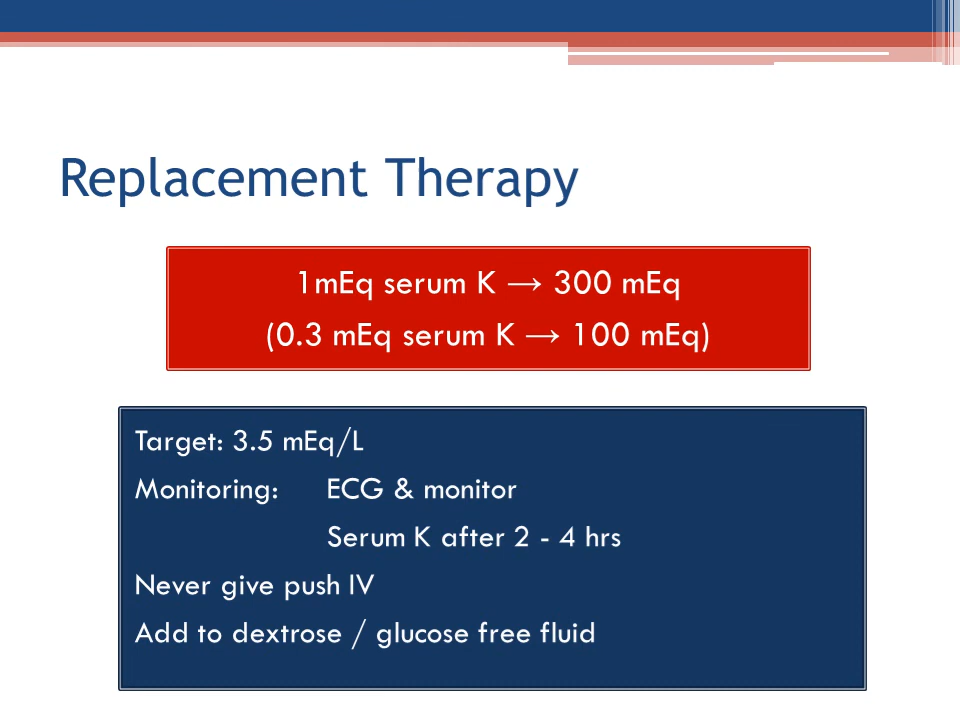 Replacement Therapy
1mEq serum K → 300 mEq
(0.3 mEq serum K → 100 mEq)
Target: 3.5 mEq/L
Monitoring: ECG & monitor
Serum K after 2 - 4 hrs
Never give push IV
Add to dextrose / glucose free fluid